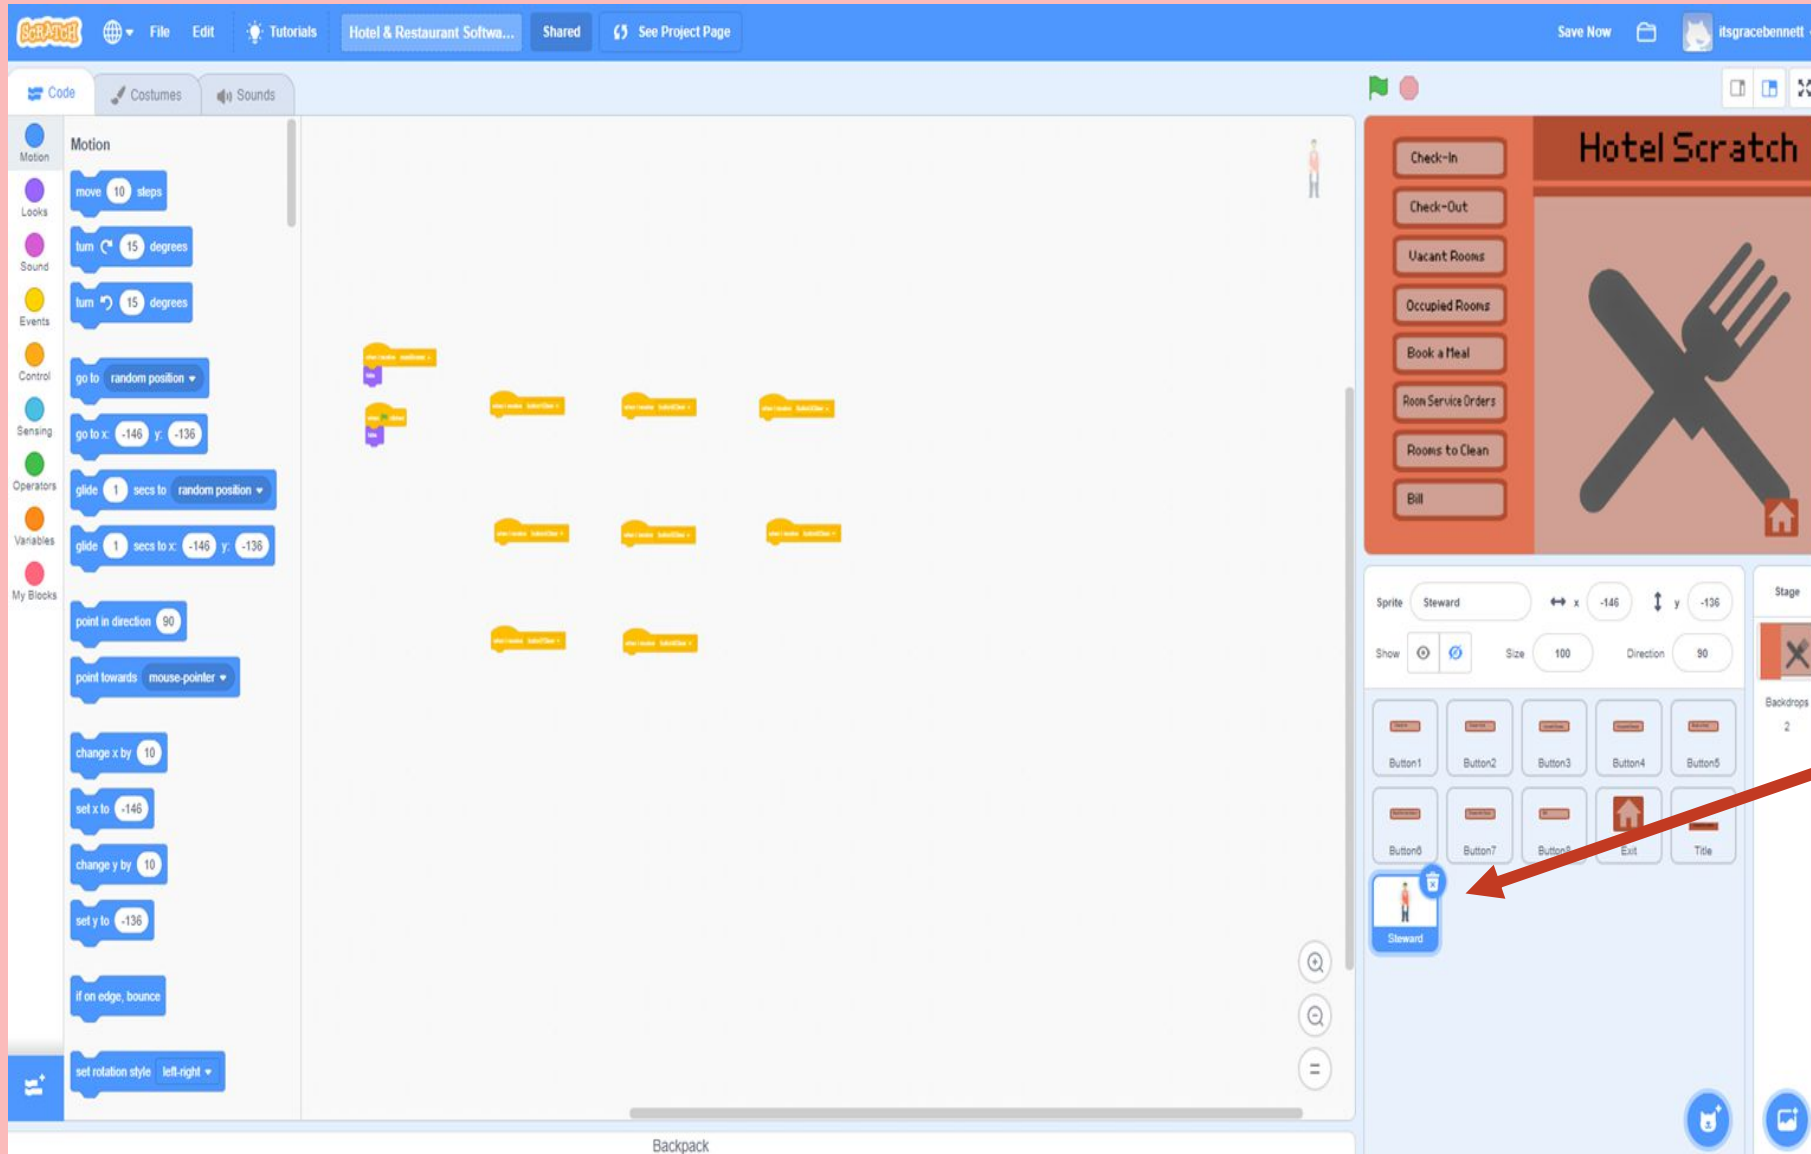 SCRATCH File Edit Tutorials Hotel & Restaurant Softwa... Shared See Project Page Save Now itsgracebennett
Code Costumes Sounds
Motion
Looks
Sound
Events
Control
Sensing
Operators
Variables
My Blocks
Motion
move 10 steps
turn 15 degrees
turn 15 degrees
go to random position
go to x: -146 y: -136
glide 1 secs to random position
glide 1 secs to x: -146 y: -136
point in direction 90
point towards mouse-pointer
change x by 10
set x to -146
change y by 10
set y to -136
if on edge, bounce
set rotation style left-right
Backpack
Hotel Scratch
Check-In
Check-Out
Vacant Rooms
Occupied Rooms
Book a Meal
Room Service Orders
Rooms to Clean
Bill
Sprite Steward x -146 y -136
Show Size 100 Direction 90
Button1 Button2 Button3 Button4 Button5
Button6 Button7 Button8 Exit Title
Steward
Stage
Backdrops
2